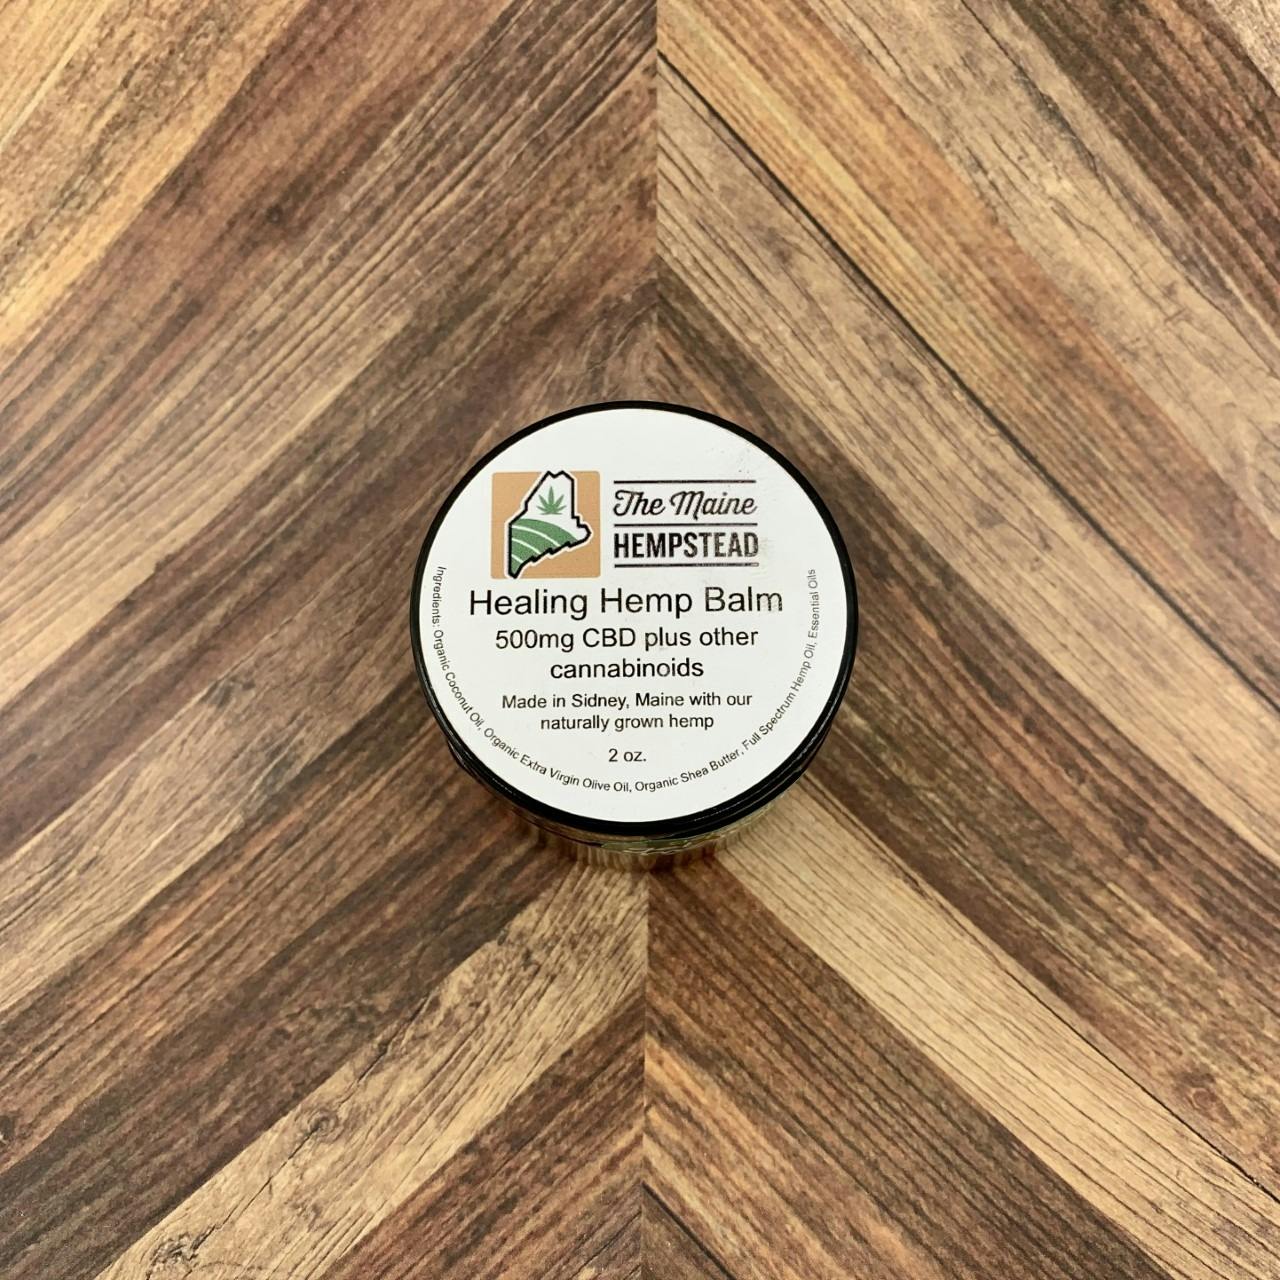 The Maine
HEMPSTEAD
Healing Hemp Balm
500mg CBD plus other
cannabinoids
Made in Sidney, Maine with our
naturally grown hemp
2 oz.
Ingredients: Organic Coconut Oil, Organic Extra Virgin Olive Oil, Organic Shea Butter, Full Spectrum Hemp Oil, Essential Oils